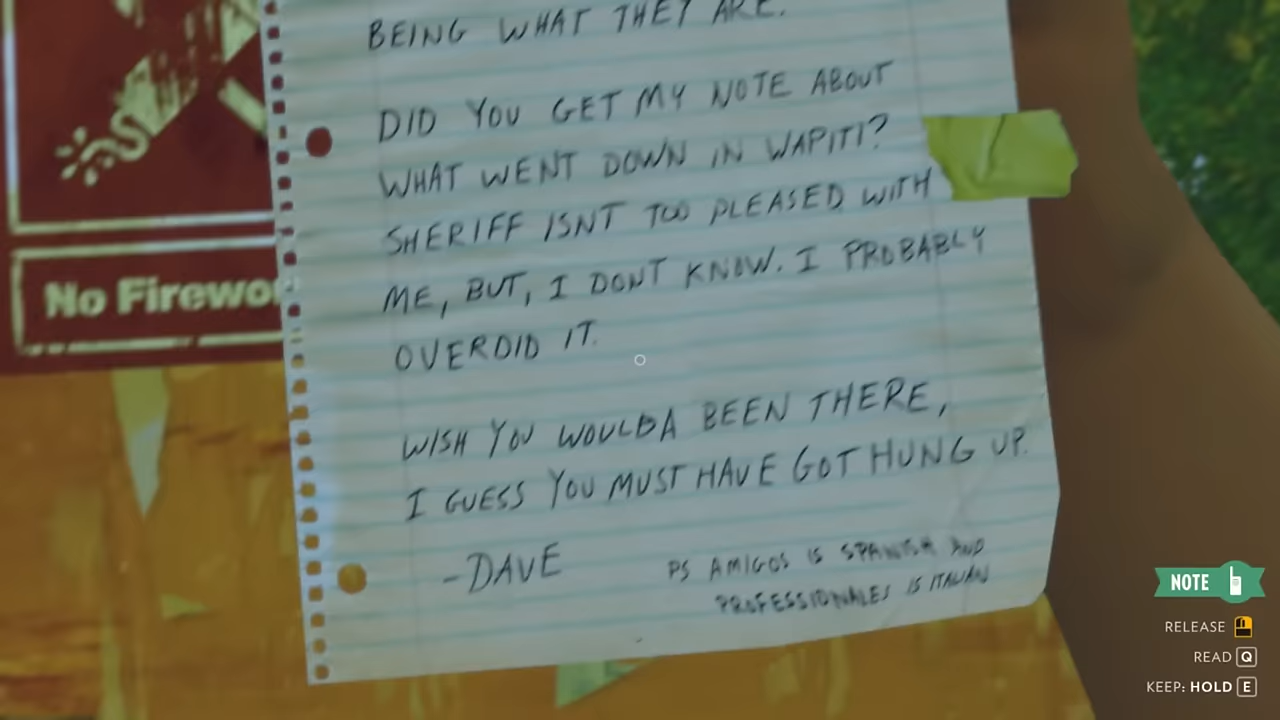 BEING WHAT THEY ARE.
DID YOU GET MY NOTE ABOUT
WHAT WENT DOWN IN WAPITI?
SHERIFF ISNT TOO PLEASED WITH
ME, BUT, I DONT KNOW. I PROBABLY
OVERDID IT.
WISH YOU WOULDA BEEN THERE,
I GUESS YOU MUST HAVE GOT HUNG UP.
-DAVE
PS AMIGOS IS SPANISH AND
PROFESSIONALES IS ITALIAN
No Firewo
NOTE
RELEASE
READ Q
KEEP: HOLD E